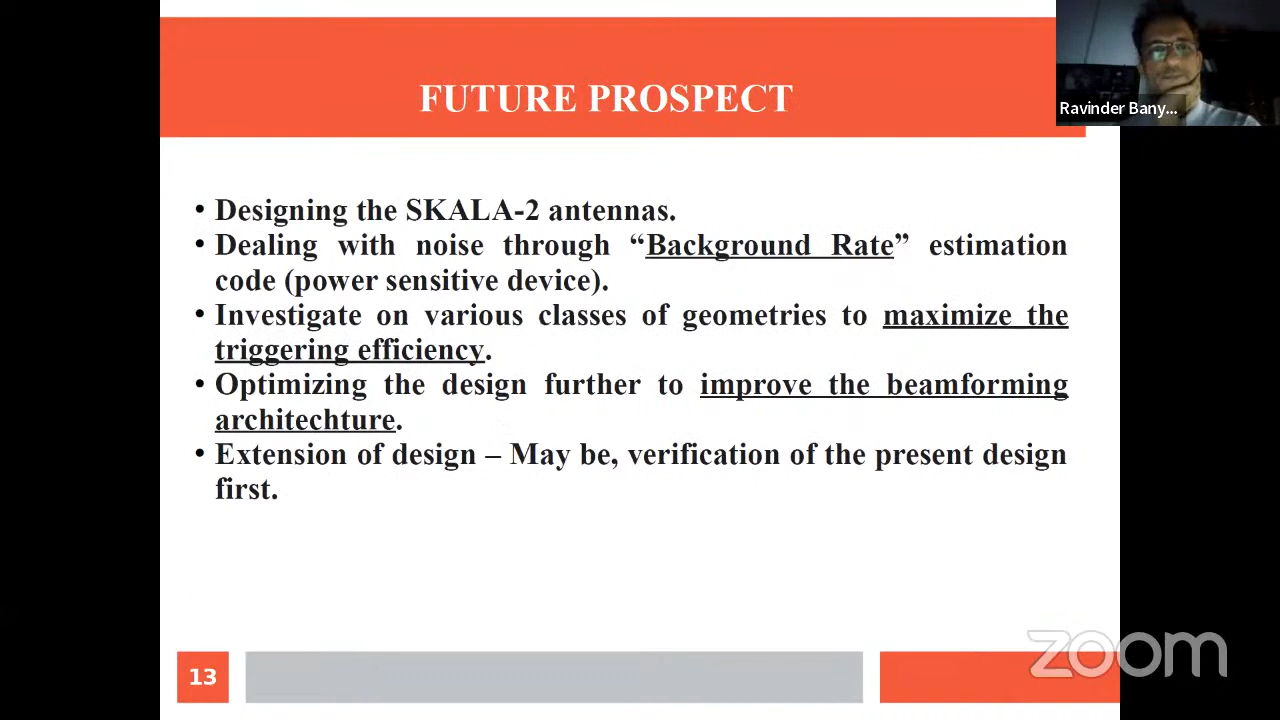 FUTURE PROSPECT
Ravinder Bany...
• Designing the SKALA-2 antennas.
• Dealing with noise through “Background Rate” estimation
code (power sensitive device).
• Investigate on various classes of geometries to maximize the
triggering efficiency.
• Optimizing the design further to improve the beamforming
architechture.
• Extension of design – May be, verification of the present design
first.
zoom
13